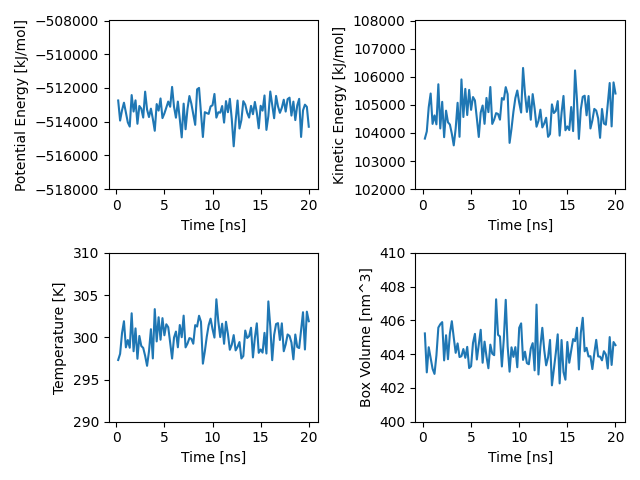 Potential Energy [kJ/mol]
−508000
−510000
−512000
−514000
−516000
−518000
0 5 10 15 20
Time [ns]
Kinetic Energy [kJ/mol]
108000
107000
106000
105000
104000
103000
102000
0 5 10 15 20
Time [ns]
Temperature [K]
310
305
300
295
290
0 5 10 15 20
Time [ns]
Box Volume [nm^3]
410
408
406
404
402
400
0 5 10 15 20
Time [ns]